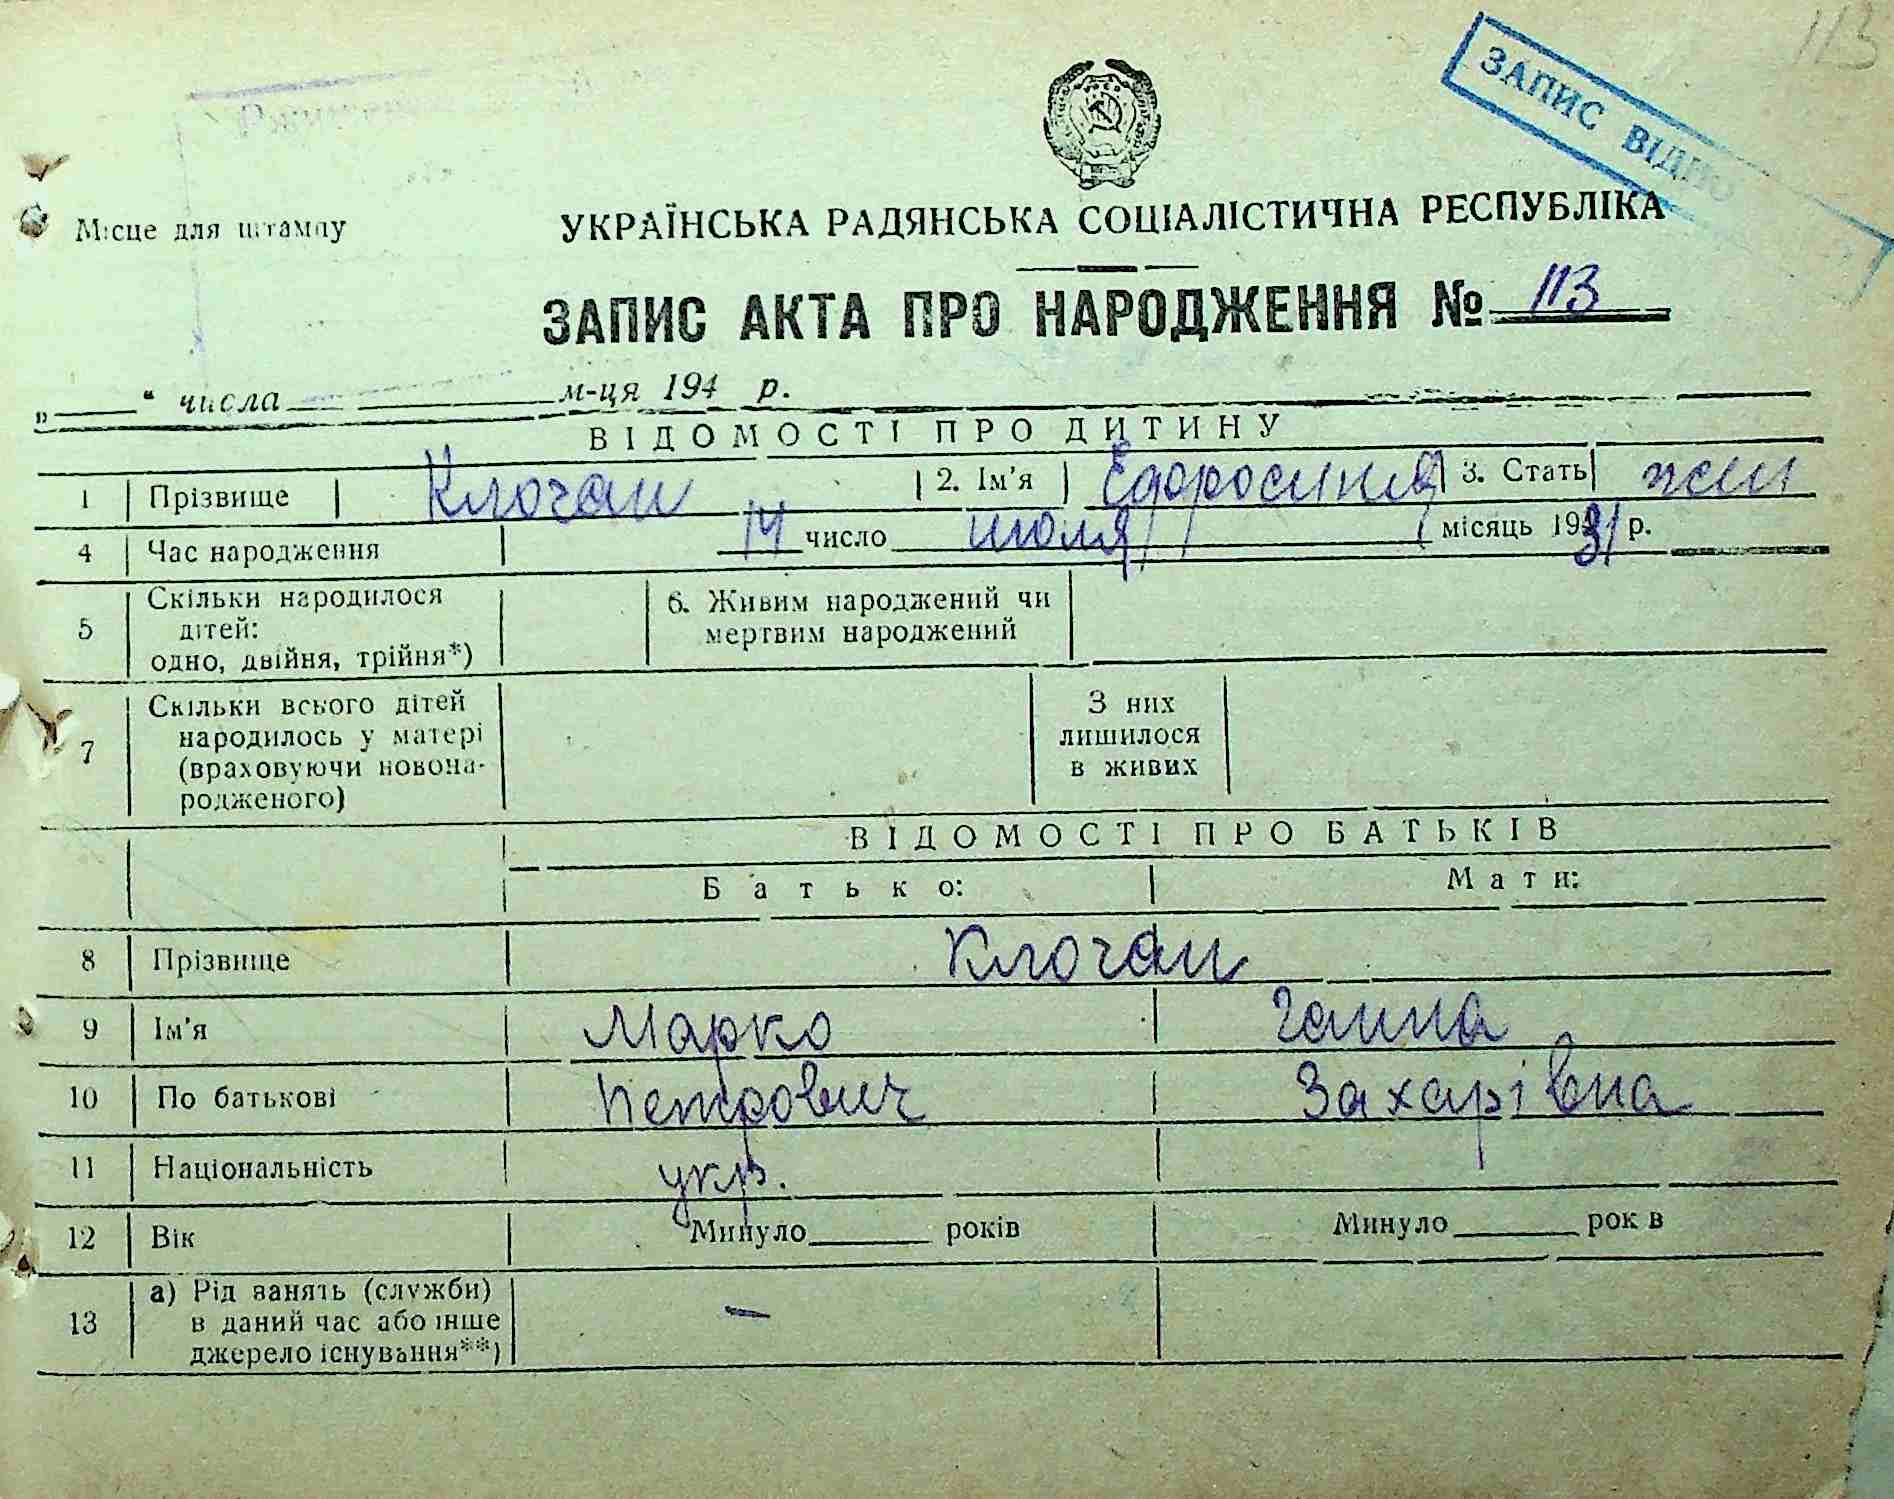 113
ЗАПИС ВІДНО
Місце для штампу
УКРАЇНСЬКА РАДЯНСЬКА СОЦІАЛІСТИЧНА РЕСПУБЛІКА
ЗАПИС АКТА ПРО НАРОДЖЕННЯ № 113
„ “ числа м-ця 194 р.
ВІДОМОСТІ ПРО ДИТИНУ
1 Прізвище Клочан 2. Ім'я Єфросиния 3. Стать жен
4 Час народження 14 число июля місяць 1931 р.
5 Скільки народилося дітей: одно, двійня, трійня*) 6. Живим народжений чи мертвим народжений
7 Скільки всього дітей народилось у матері (враховуючи новонародженого) З них лишилося в живих
ВІДОМОСТІ ПРО БАТЬКІВ
Батько: Мати:
8 Прізвище Клочан
9 Ім'я Марко Ганна
10 По батькові Петрович Захарівна
11 Національність укр.
12 Вік Минуло років Минуло рок в
13 а) Рід занять (служби) в даний час або інше джерело існування**) —